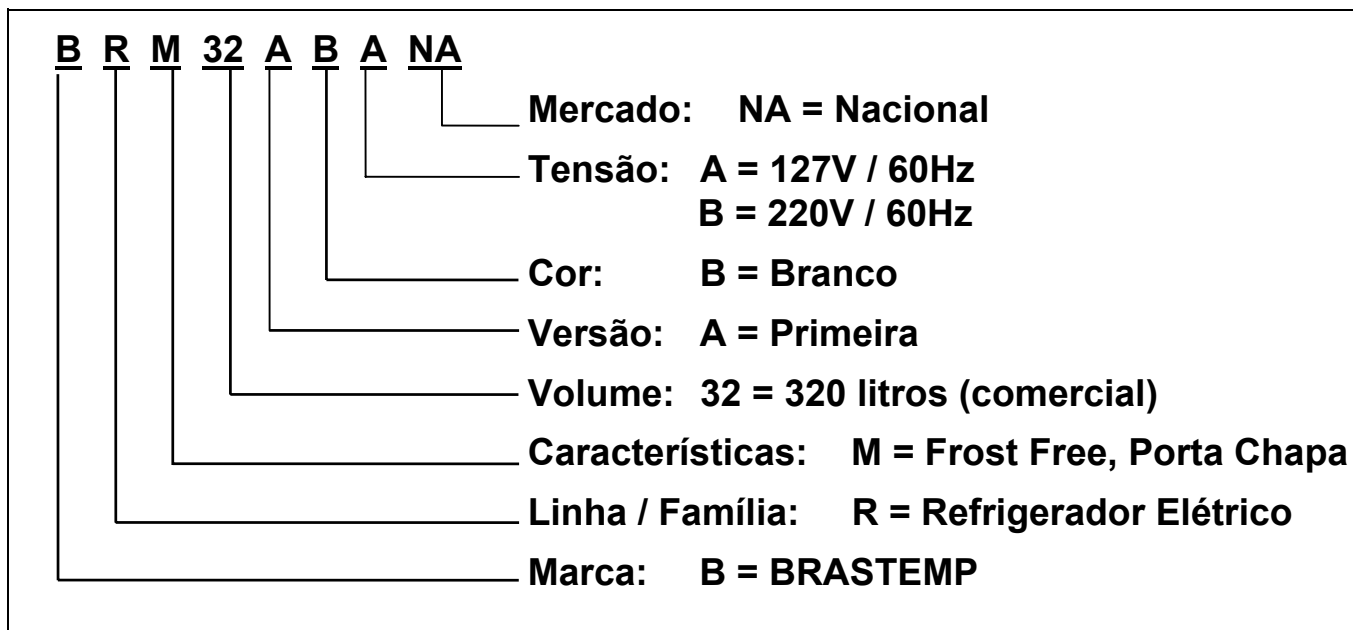 B R M 32 A B A NA
Mercado: NA = Nacional
Tensão: A = 127V / 60Hz
B = 220V / 60Hz
Cor: B = Branco
Versão: A = Primeira
Volume: 32 = 320 litros (comercial)
Características: M = Frost Free, Porta Chapa
Linha / Família: R = Refrigerador Elétrico
Marca: B = BRASTEMP